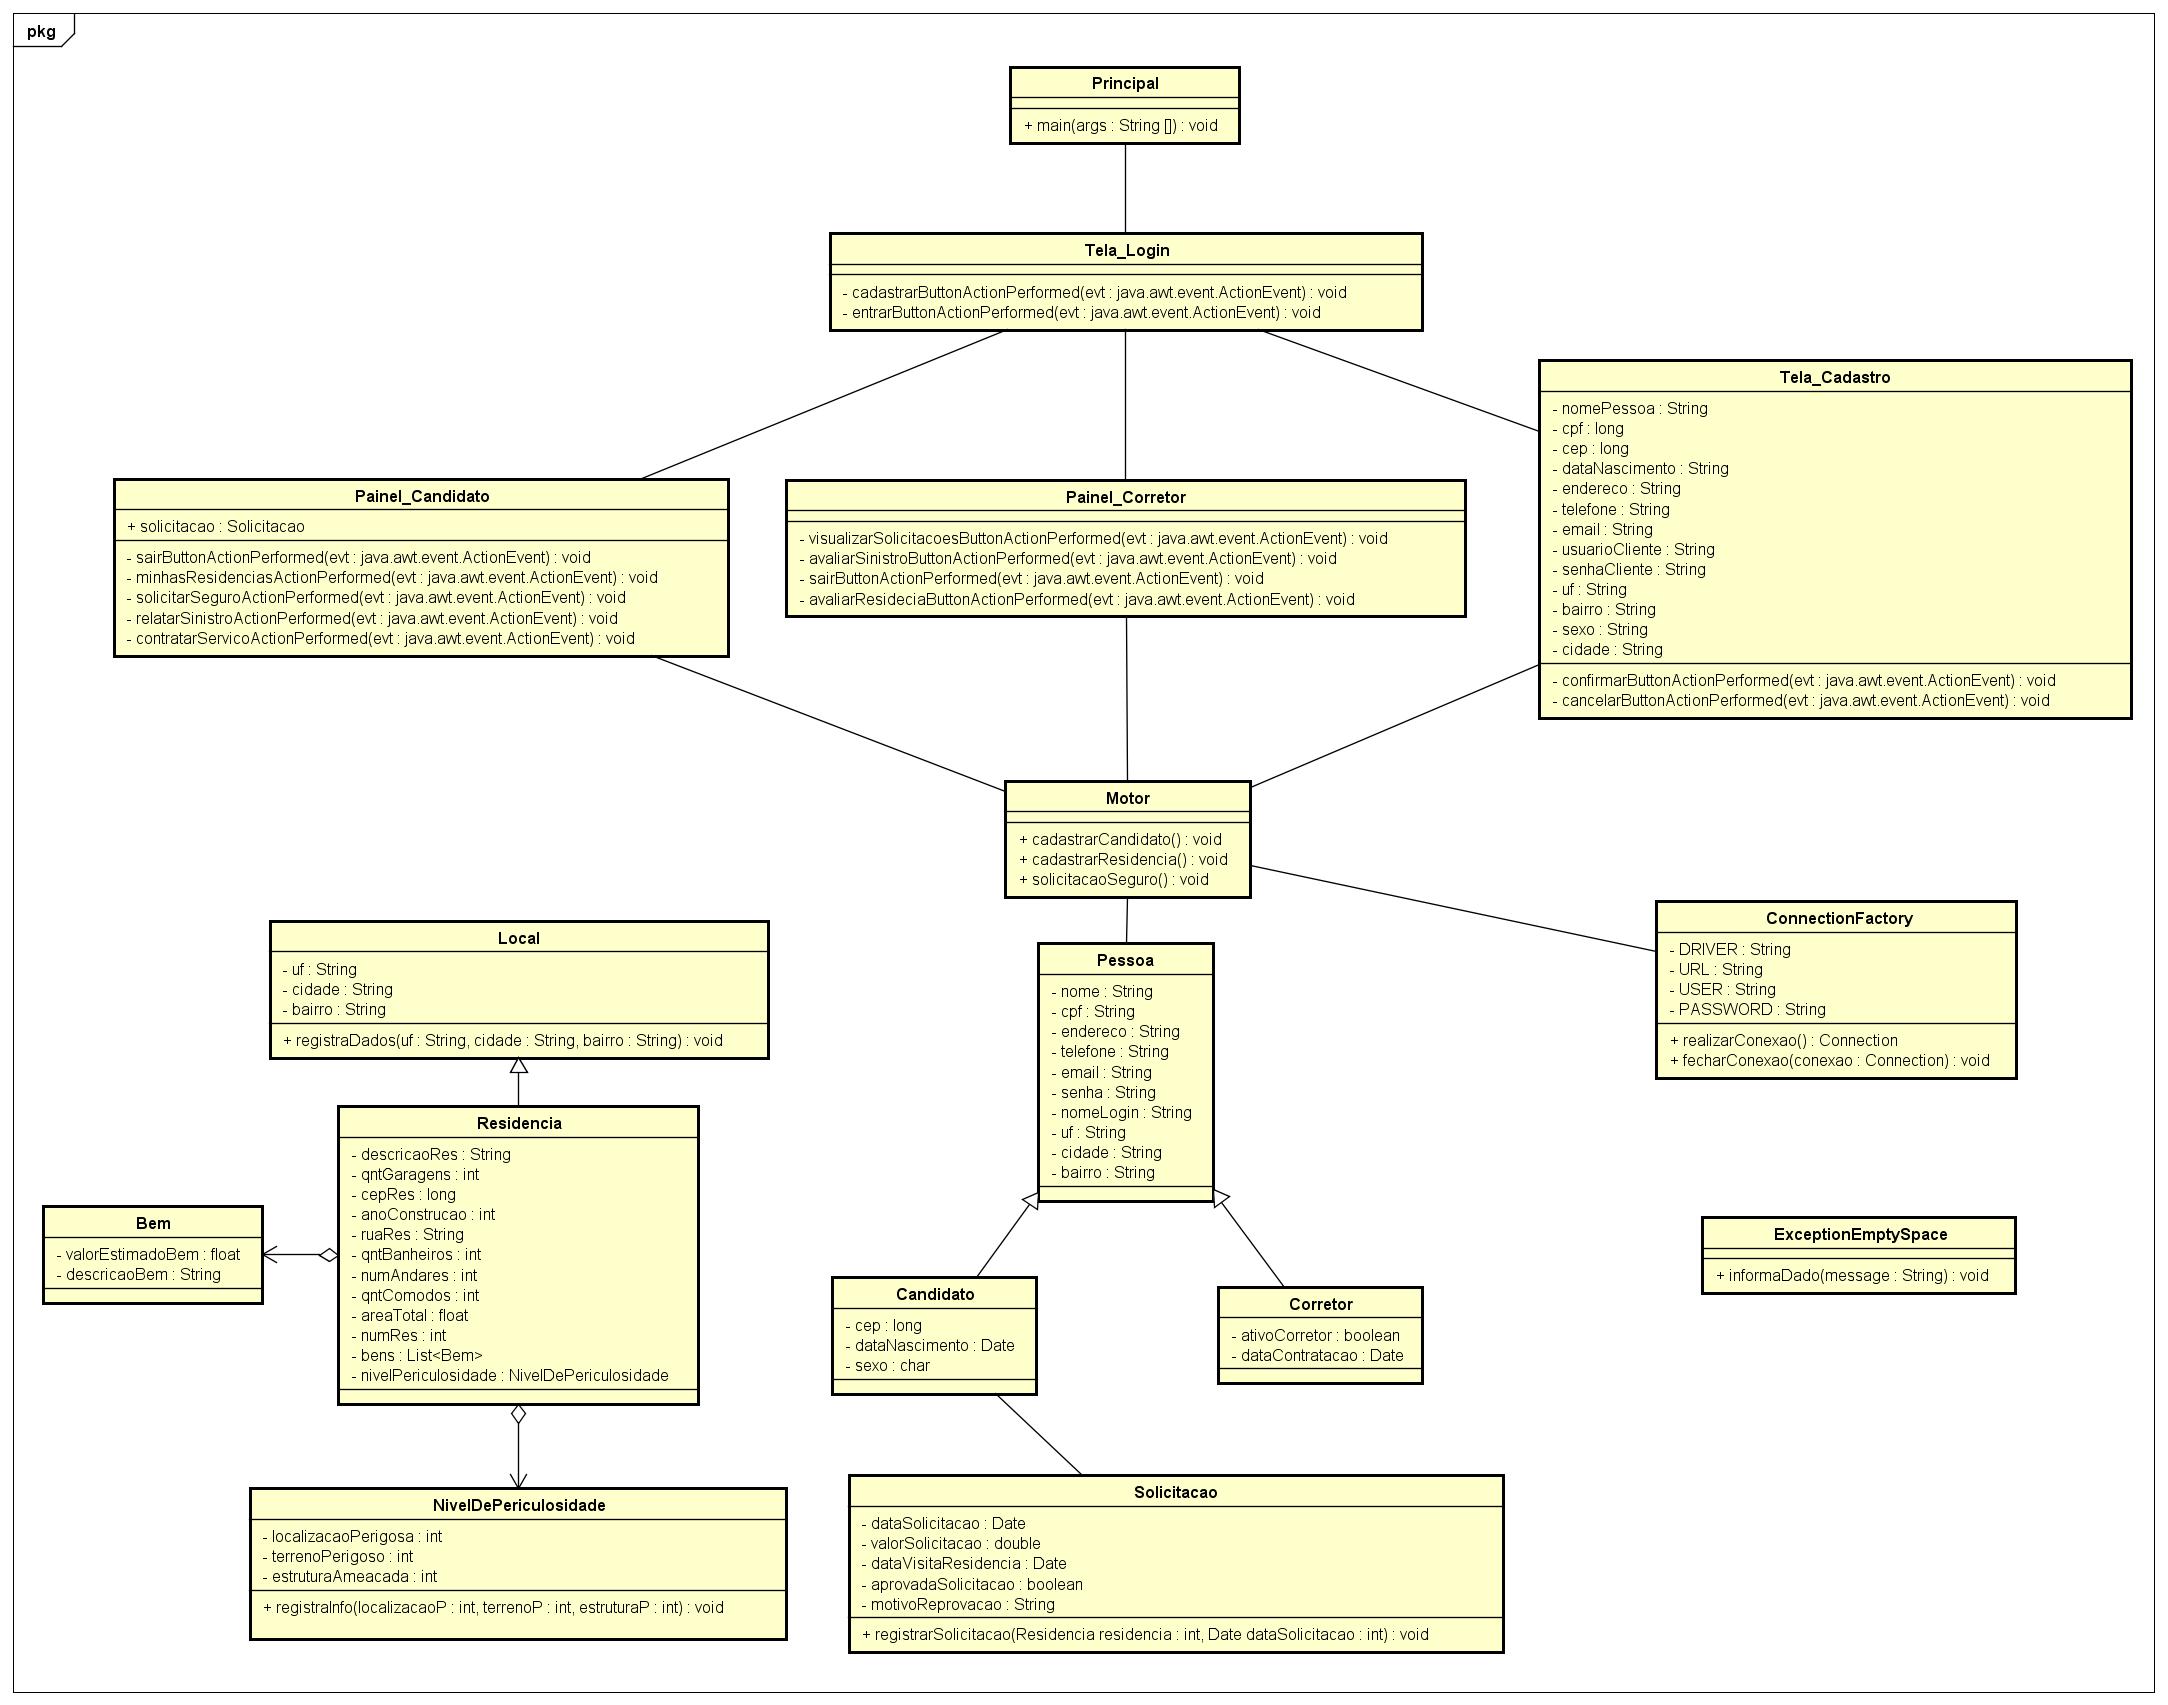 pkg
Principal
+ main(args : String []) : void
Tela_Login
- cadastrarButtonActionPerformed(evt : java.awt.event.ActionEvent) : void
- entrarButtonActionPerformed(evt : java.awt.event.ActionEvent) : void
Tela_Cadastro
- nomePessoa : String
- cpf : long
- cep : long
- dataNascimento : String
- endereco : String
- telefone : String
- email : String
- usuarioCliente : String
- senhaCliente : String
- uf : String
- bairro : String
- sexo : String
- cidade : String
- confirmarButtonActionPerformed(evt : java.awt.event.ActionEvent) : void
- cancelarButtonActionPerformed(evt : java.awt.event.ActionEvent) : void
Painel_Candidato
+ solicitacao : Solicitacao
- sairButtonActionPerformed(evt : java.awt.event.ActionEvent) : void
- minhasResidenciasActionPerformed(evt : java.awt.event.ActionEvent) : void
- solicitarSeguroActionPerformed(evt : java.awt.event.ActionEvent) : void
- relatarSinistroActionPerformed(evt : java.awt.event.ActionEvent) : void
- contratarServicoActionPerformed(evt : java.awt.event.ActionEvent) : void
Painel_Corretor
- visualizarSolicitacoesButtonActionPerformed(evt : java.awt.event.ActionEvent) : void
- avaliarSinistroButtonActionPerformed(evt : java.awt.event.ActionEvent) : void
- sairButtonActionPerformed(evt : java.awt.event.ActionEvent) : void
- avaliarResideciaButtonActionPerformed(evt : java.awt.event.ActionEvent) : void
Motor
+ cadastrarCandidato() : void
+ cadastrarResidencia() : void
+ solicitacaoSeguro() : void
Local
- uf : String
- cidade : String
- bairro : String
+ registraDados(uf : String, cidade : String, bairro : String) : void
Pessoa
- nome : String
- cpf : String
- endereco : String
- telefone : String
- email : String
- senha : String
- nomeLogin : String
- uf : String
- cidade : String
- bairro : String
ConnectionFactory
- DRIVER : String
- URL : String
- USER : String
- PASSWORD : String
+ realizarConexao() : Connection
+ fecharConexao(conexao : Connection) : void
Residencia
- descricaoRes : String
- qntGaragens : int
- cepRes : long
- anoConstrucao : int
- ruaRes : String
- qntBanheiros : int
- numAndares : int
- qntComodos : int
- areaTotal : float
- numRes : int
- bens : List<Bem>
- nivelPericulosidade : NivelDePericulosidade
Bem
- valorEstimadoBem : float
- descricaoBem : String
ExceptionEmptySpace
+ informaDado(message : String) : void
Candidato
- cep : long
- dataNascimento : Date
- sexo : char
Corretor
- ativoCorretor : boolean
- dataContratacao : Date
NivelDePericulosidade
- localizacaoPerigosa : int
- terrenoPerigoso : int
- estruturaAmeacada : int
+ registraInfo(localizacaoP : int, terrenoP : int, estruturaP : int) : void
Solicitacao
- dataSolicitacao : Date
- valorSolicitacao : double
- dataVisitaResidencia : Date
- aprovadaSolicitacao : boolean
- motivoReprovacao : String
+ registrarSolicitacao(Residencia residencia : int, Date dataSolicitacao : int) : void